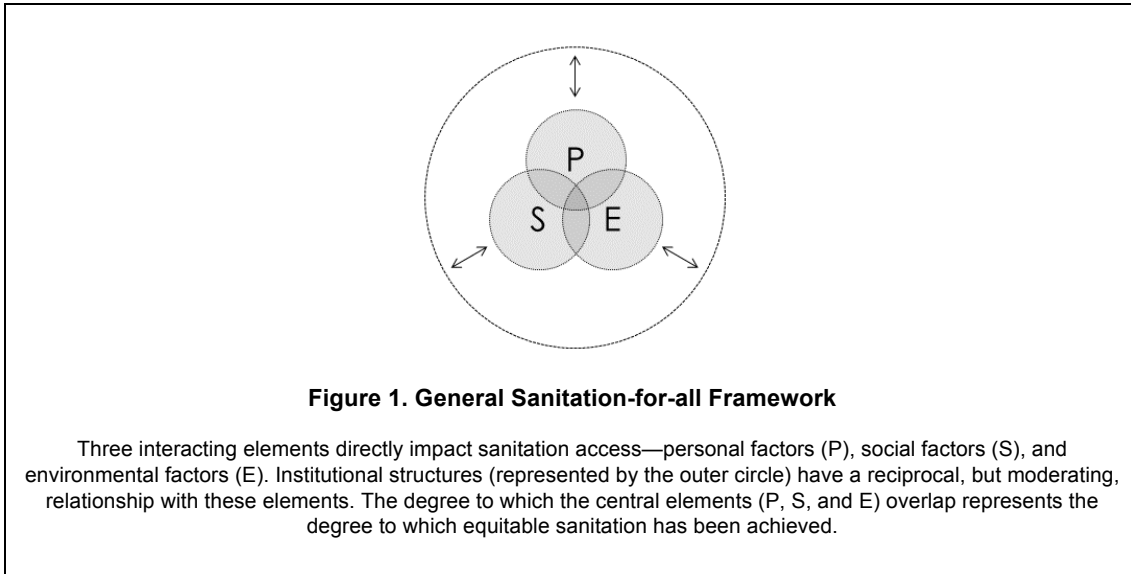 P
S E
Figure 1. General Sanitation-for-all Framework
Three interacting elements directly impact sanitation access—personal factors (P), social factors (S), and
environmental factors (E). Institutional structures (represented by the outer circle) have a reciprocal, but moderating,
relationship with these elements. The degree to which the central elements (P, S, and E) overlap represents the
degree to which equitable sanitation has been achieved.